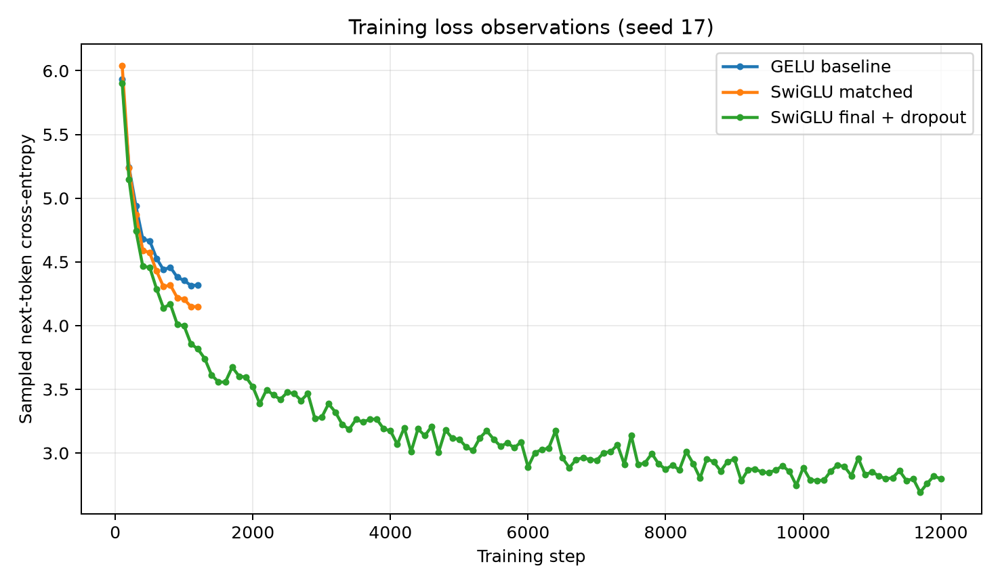 Training loss observations (seed 17)
GELU baseline
SwiGLU matched
SwiGLU final + dropout
Sampled next-token cross-entropy
6.0
5.5
5.0
4.5
4.0
3.5
3.0
0 2000 4000 6000 8000 10000 12000
Training step